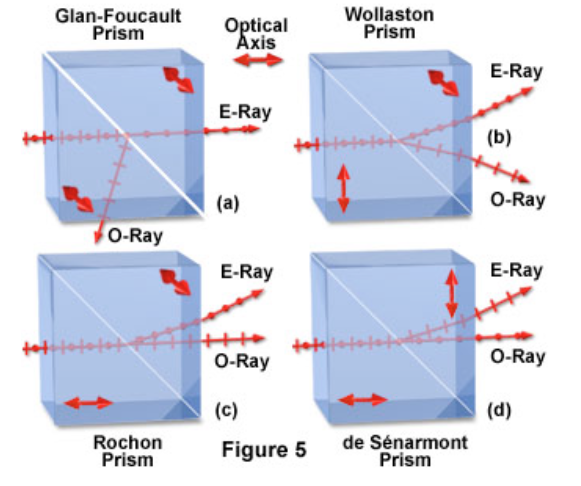 Glan-Foucault
Prism
Optical
Axis
Wollaston
Prism
E-Ray
(a)
O-Ray
E-Ray
(b)
O-Ray
E-Ray
O-Ray
(c)
Rochon
Prism
E-Ray
O-Ray
(d)
de Sénarmont
Prism
Figure 5